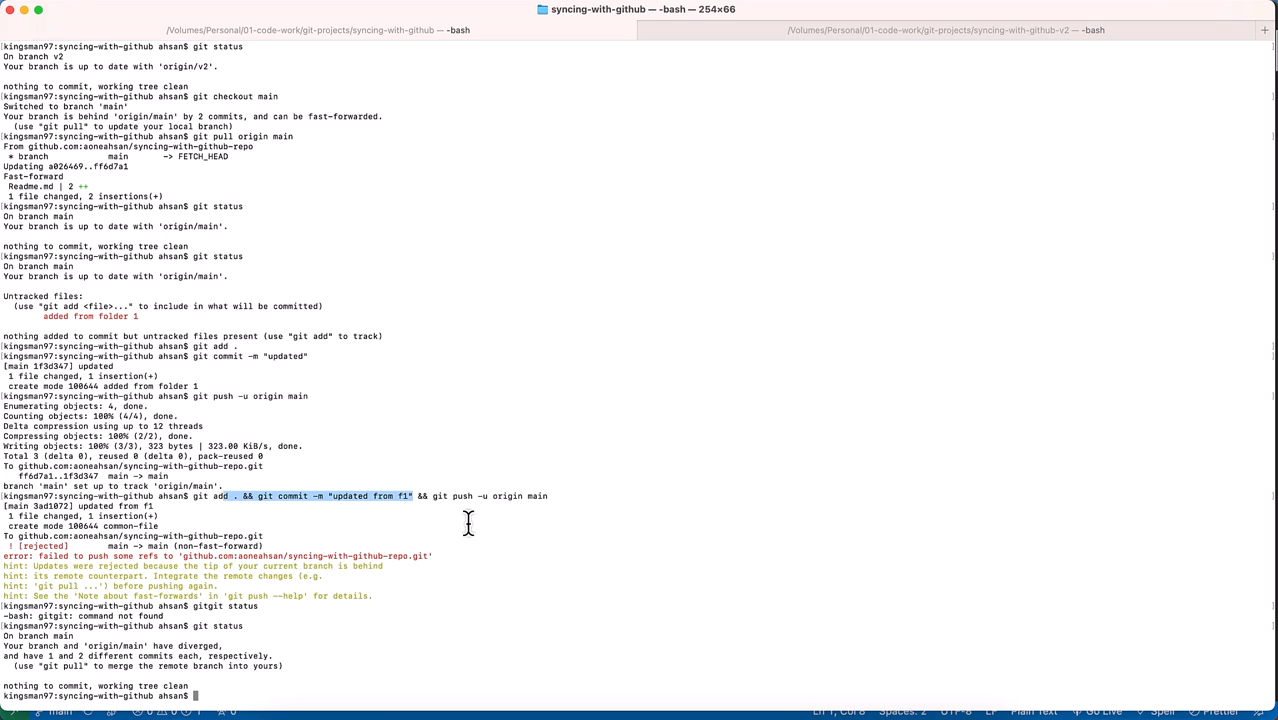 syncing-with-github — -bash — 254×66
/Volumes/Personal/01-code-work/git-projects/syncing-with-github — -bash
/Volumes/Personal/01-code-work/git-projects/syncing-with-github-v2 — -bash
[kingsman97:syncing-with-github ahsan$ git status
On branch v2
Your branch is up to date with 'origin/v2'.
nothing to commit, working tree clean
[kingsman97:syncing-with-github ahsan$ git checkout main
Switched to branch 'main'
Your branch is behind 'origin/main' by 2 commits, and can be fast-forwarded.
(use "git pull" to update your local branch)
[kingsman97:syncing-with-github ahsan$ git pull origin main
From github.com:aoneahsan/syncing-with-github-repo
* branch main -> FETCH_HEAD
Updating a026469..ff6d7a1
Fast-forward
Readme.md | 2 ++
1 file changed, 2 insertions(+)
[kingsman97:syncing-with-github ahsan$ git status
On branch main
Your branch is up to date with 'origin/main'.
nothing to commit, working tree clean
[kingsman97:syncing-with-github ahsan$ git status
On branch main
Your branch is up to date with 'origin/main'.
Untracked files:
(use "git add <file>..." to include in what will be committed)
added from folder 1
nothing added to commit but untracked files present (use "git add" to track)
[kingsman97:syncing-with-github ahsan$ git add .
[kingsman97:syncing-with-github ahsan$ git commit -m "updated"
[main 1f3d347] updated
1 file changed, 1 insertion(+)
create mode 100644 added from folder 1
[kingsman97:syncing-with-github ahsan$ git push -u origin main
Enumerating objects: 4, done.
Counting objects: 100% (4/4), done.
Delta compression using up to 12 threads
Compressing objects: 100% (2/2), done.
Writing objects: 100% (3/3), 323 bytes | 323.00 KiB/s, done.
Total 3 (delta 0), reused 0 (delta 0), pack-reused 0
To github.com:aoneahsan/syncing-with-github-repo.git
ff6d7a1..1f3d347 main -> main
branch 'main' set up to track 'origin/main'.
[kingsman97:syncing-with-github ahsan$ git add . && git commit -m "updated from f1" && git push -u origin main
[main 3ad1072] updated from f1
1 file changed, 1 insertion(+)
create mode 100644 common-file
To github.com:aoneahsan/syncing-with-github-repo.git
! [rejected] main -> main (non-fast-forward)
error: failed to push some refs to 'github.com:aoneahsan/syncing-with-github-repo.git'
hint: Updates were rejected because the tip of your current branch is behind
hint: its remote counterpart. Integrate the remote changes (e.g.
hint: 'git pull ...') before pushing again.
hint: See the 'Note about fast-forwards' in 'git push --help' for details.
[kingsman97:syncing-with-github ahsan$ gitgit status
-bash: gitgit: command not found
[kingsman97:syncing-with-github ahsan$ git status
On branch main
Your branch and 'origin/main' have diverged,
and have 1 and 2 different commits each, respectively.
(use "git pull" to merge the remote branch into yours)
nothing to commit, working tree clean
kingsman97:syncing-with-github ahsan$
main 0 0 1 0 Ln 1, Col 8 Spaces: 2 UTF-8 LF Plain Text Go Live Spell Prettier